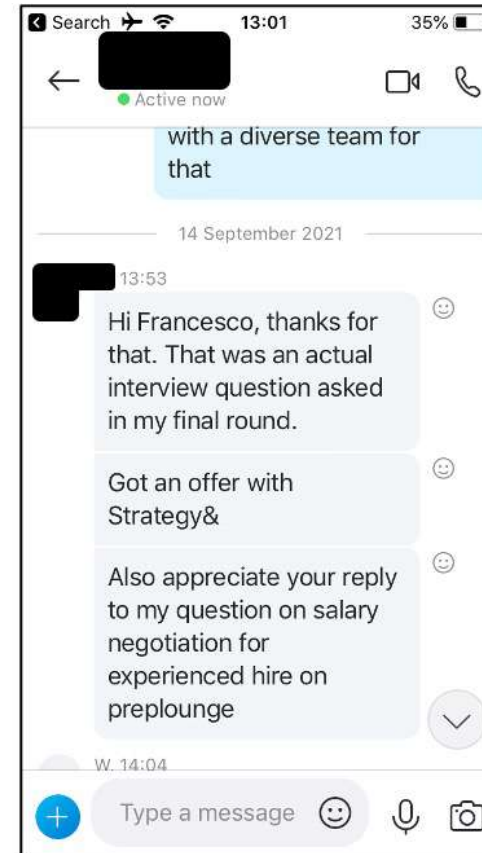 Search 13:01 35%
Active now
with a diverse team for
that
14 September 2021
13:53
Hi Francesco, thanks for
that. That was an actual
interview question asked
in my final round.
Got an offer with
Strategy&
Also appreciate your reply
to my question on salary
negotiation for
experienced hire on
preplounge
W, 14:04
Type a message